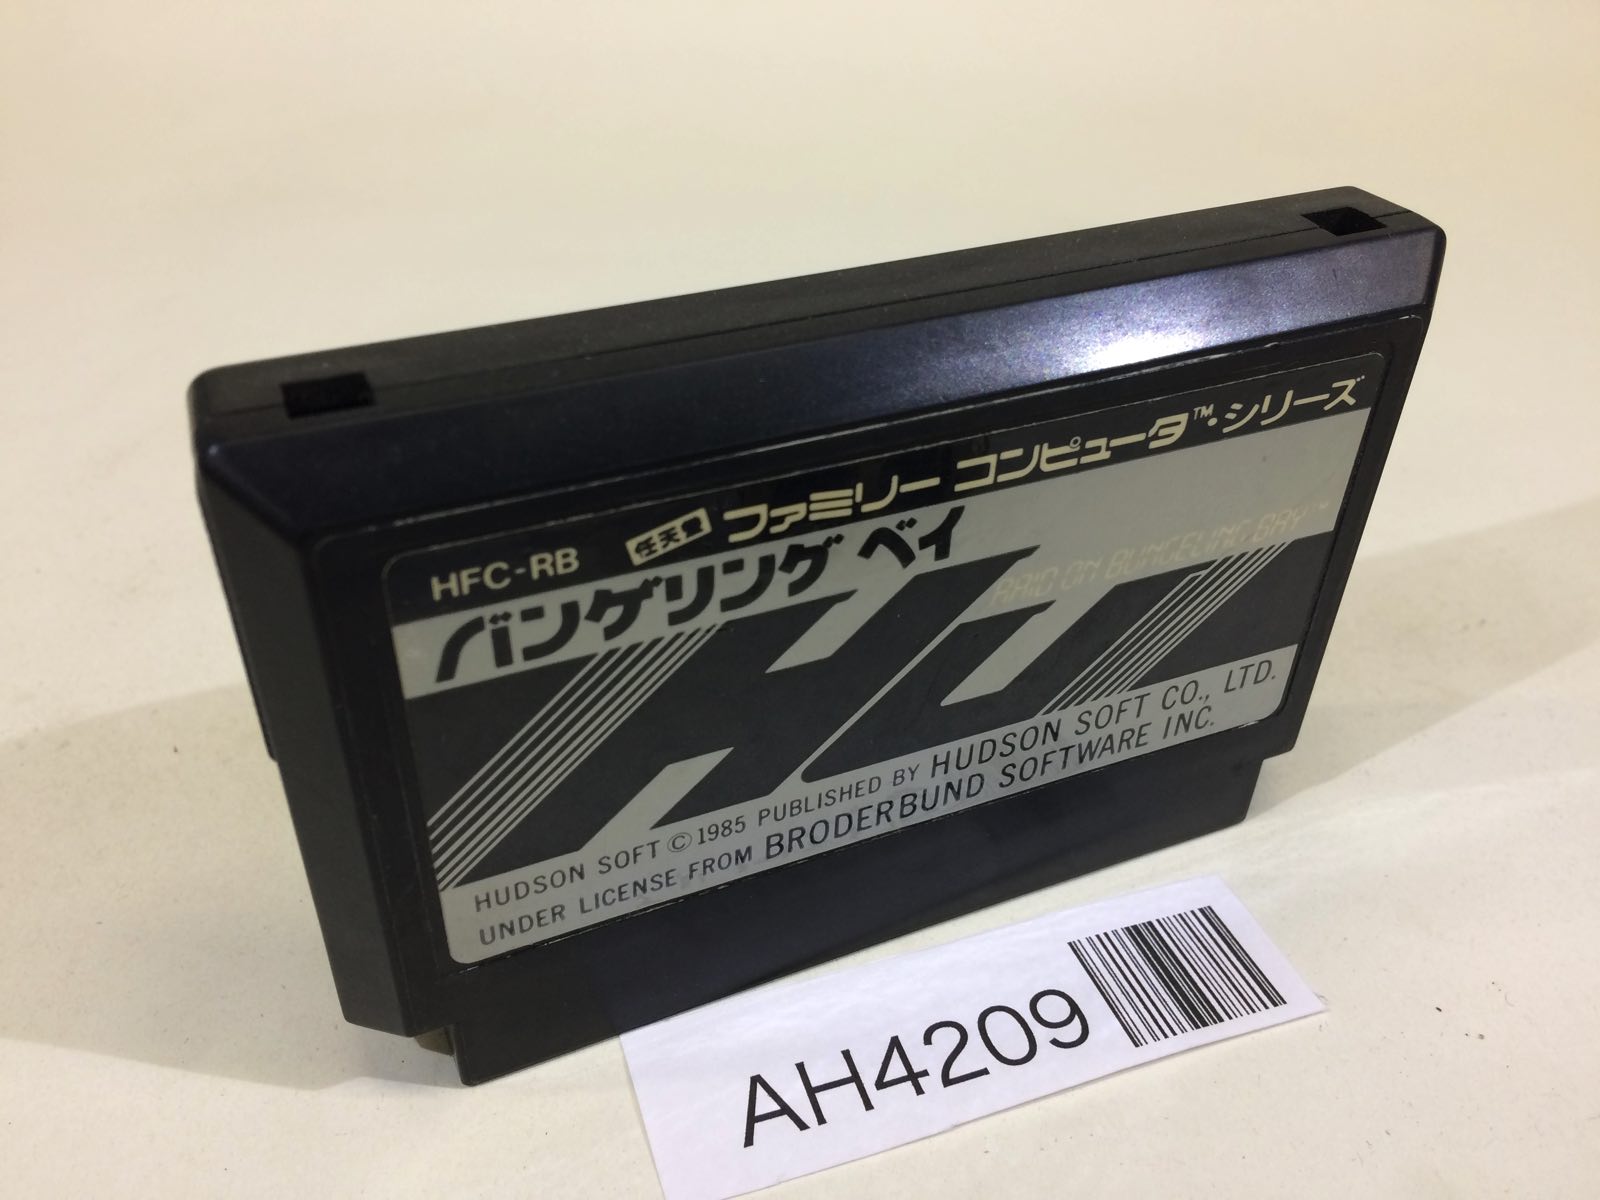 HFC-RB 任天堂 ファミリー コンピュータ™・シリーズ
バンゲリング ベイ
RAID ON BUNGELING BAY™
HUDSON SOFT © 1985 PUBLISHED BY HUDSON SOFT CO., LTD.
UNDER LICENSE FROM BRODERBUND SOFTWARE INC.
AH4209